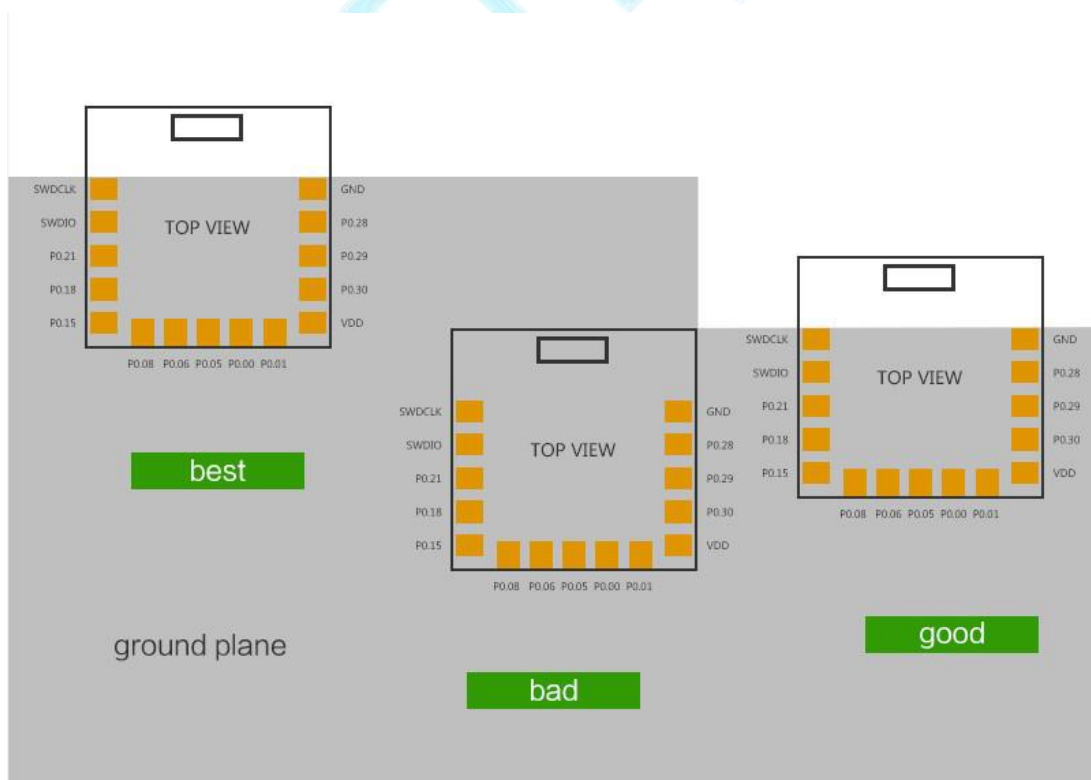 SWDCLK
SWDIO
P0.21
P0.18
P0.15
TOP VIEW
GND
P0.28
P0.29
P0.30
VDD
P0.08 P0.06 P0.05 P0.00 P0.01
best
SWDCLK
SWDIO
P0.21
P0.18
P0.15
TOP VIEW
GND
P0.28
P0.29
P0.30
VDD
P0.08 P0.06 P0.05 P0.00 P0.01
bad
SWDCLK
SWDIO
P0.21
P0.18
P0.15
TOP VIEW
GND
P0.28
P0.29
P0.30
VDD
P0.08 P0.06 P0.05 P0.00 P0.01
good
ground plane